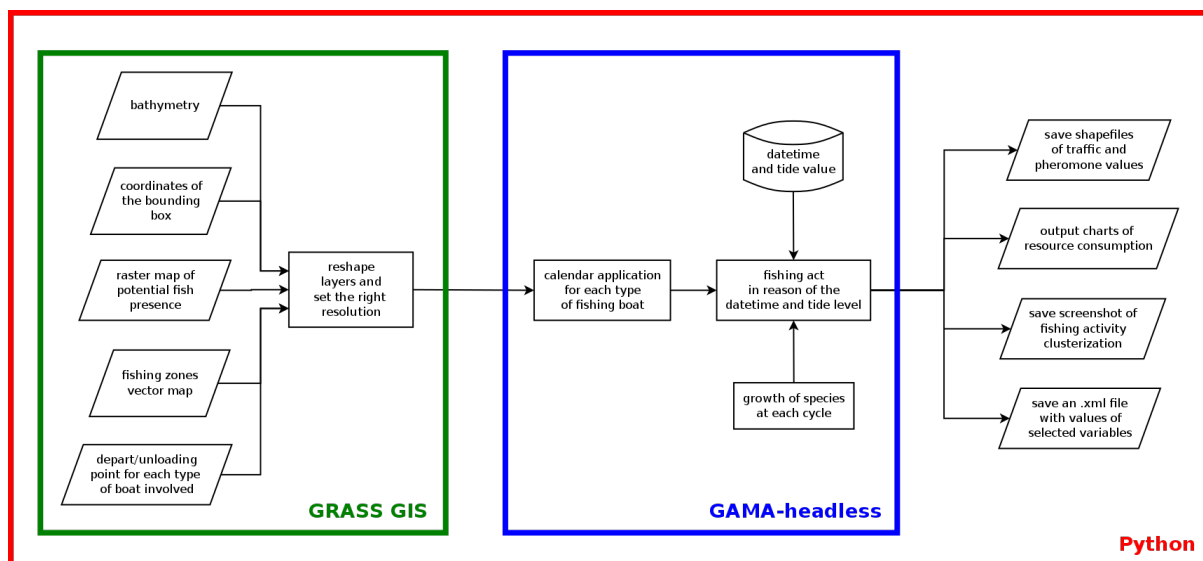 bathymetry
coordinates of
the bounding
box
raster map of
potential fish
presence
fishing zones
vector map
depart/unloading
point for each type
of boat involved
reshape
layers and
set the right
resolution
GRASS GIS
calendar application
for each type
of fishing boat
datetime
and tide value
fishing act
in reason of the
datetime and tide level
growth of species
at each cycle
GAMA-headless
save shapefiles
of traffic and
pheromone values
output charts of
resource consumption
save screenshot of
fishing activity
clusterization
save an .xml file
with values of
selected variables
Python